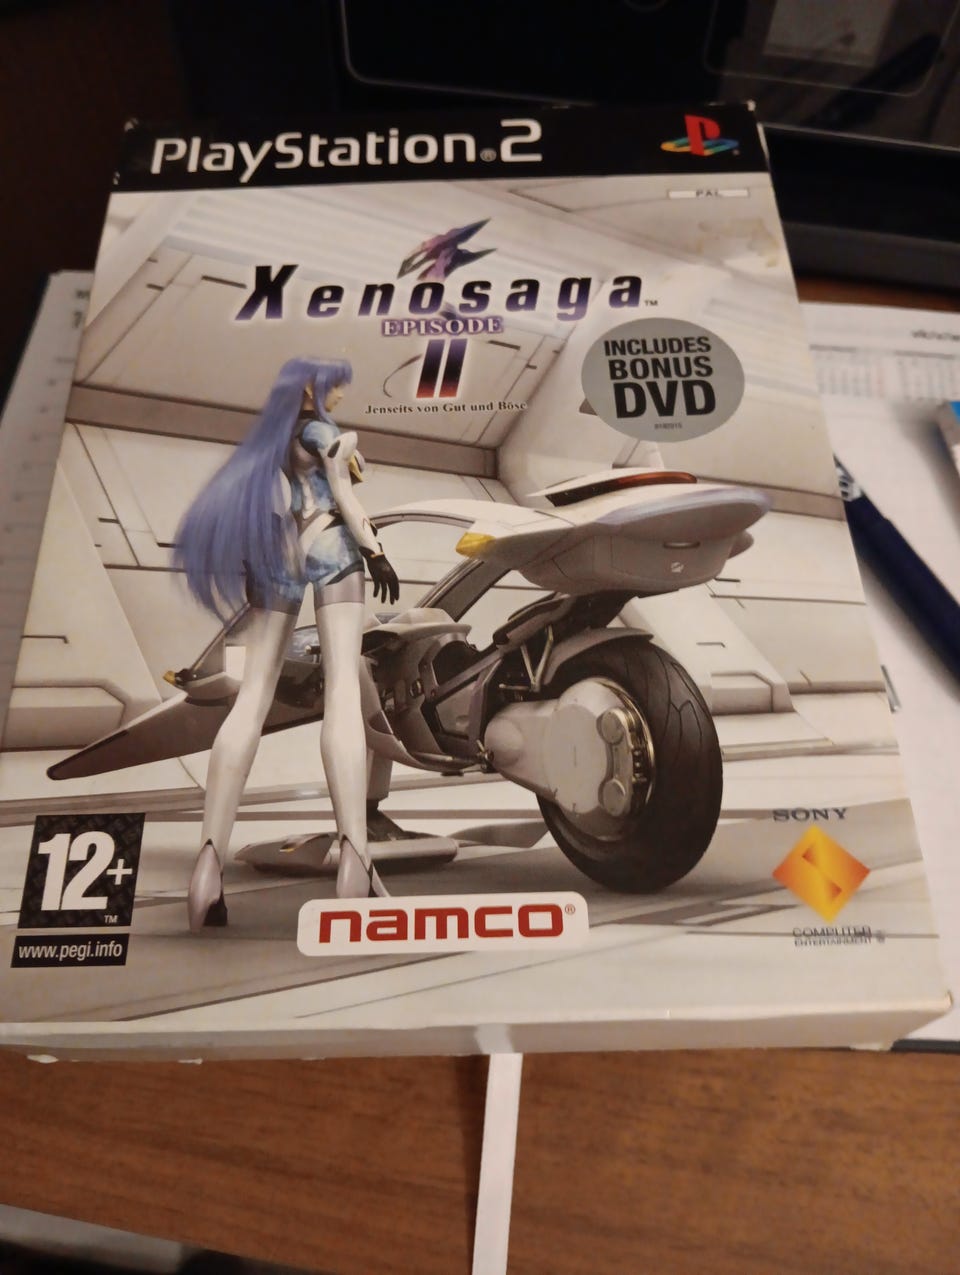 PlayStation®2
PAL
Xenosaga™
EPISODE
II
Jenseits von Gut und Böse
INCLUDES
BONUS
DVD
12+
™
www.pegi.info
namco®
SONY
COMPUTER
ENTERTAINMENT®